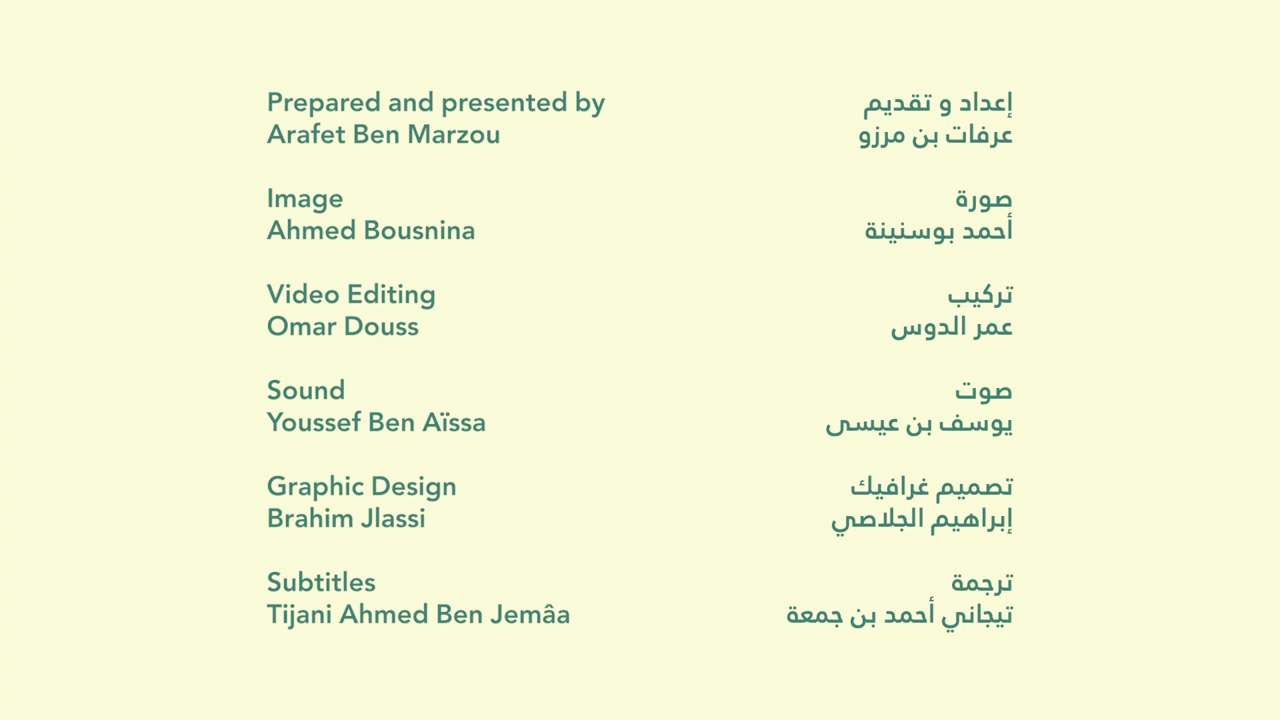 Prepared and presented by
Arafet Ben Marzou
Image
Ahmed Bousnina
Video Editing
Omar Douss
Sound
Youssef Ben Aïssa
Graphic Design
Brahim Jlassi
Subtitles
Tijani Ahmed Ben Jemâa
إعداد و تقديم
عرفات بن مرزو
صورة
أحمد بوسنينة
تركيب
عمر الدوس
صوت
يوسف بن عيسى
تصميم غرافيك
إبراهيم الجلاصي
ترجمة
تيجاني أحمد بن جمعة